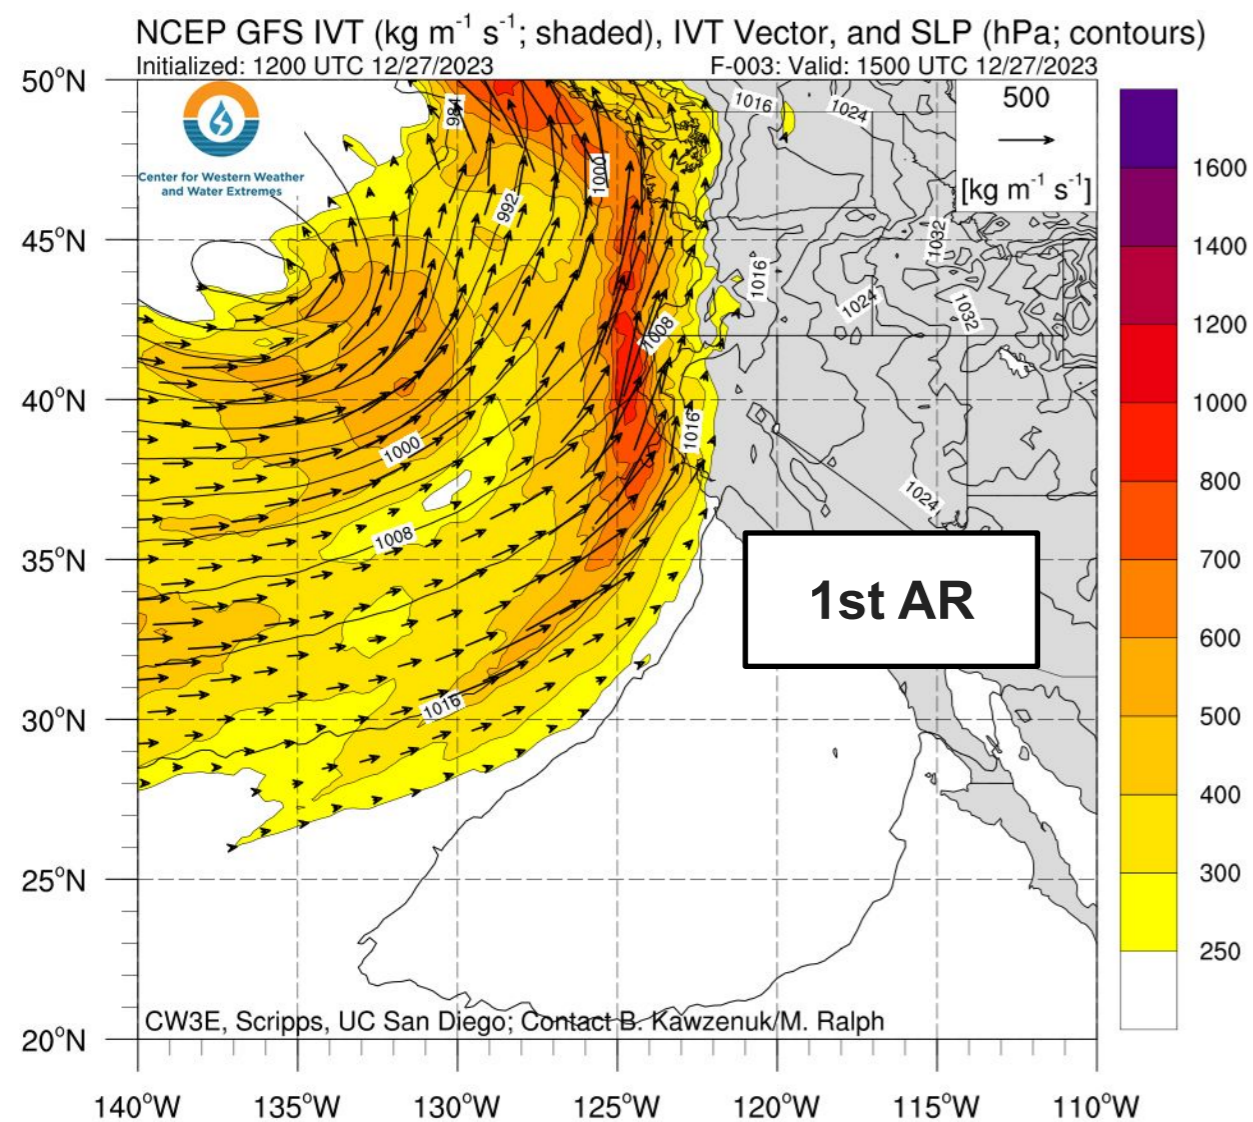 NCEP GFS IVT (kg m⁻¹ s⁻¹; shaded), IVT Vector, and SLP (hPa; contours)
Initialized: 1200 UTC 12/27/2023 F-003: Valid: 1500 UTC 12/27/2023
50°N
45°N
40°N
35°N
30°N
25°N
20°N
Center for Western Weather
and Water Extremes
984
992
1000
1000
1008
1016
1008
1016
1016
1024
1016
1032
1024
1032
1024
500
[kg m⁻¹ s⁻¹]
1st AR
CW3E, Scripps, UC San Diego; Contact B. Kawzenuk/M. Ralph
140°W 135°W 130°W 125°W 120°W 115°W 110°W
1600
1400
1200
1000
800
700
600
500
400
300
250